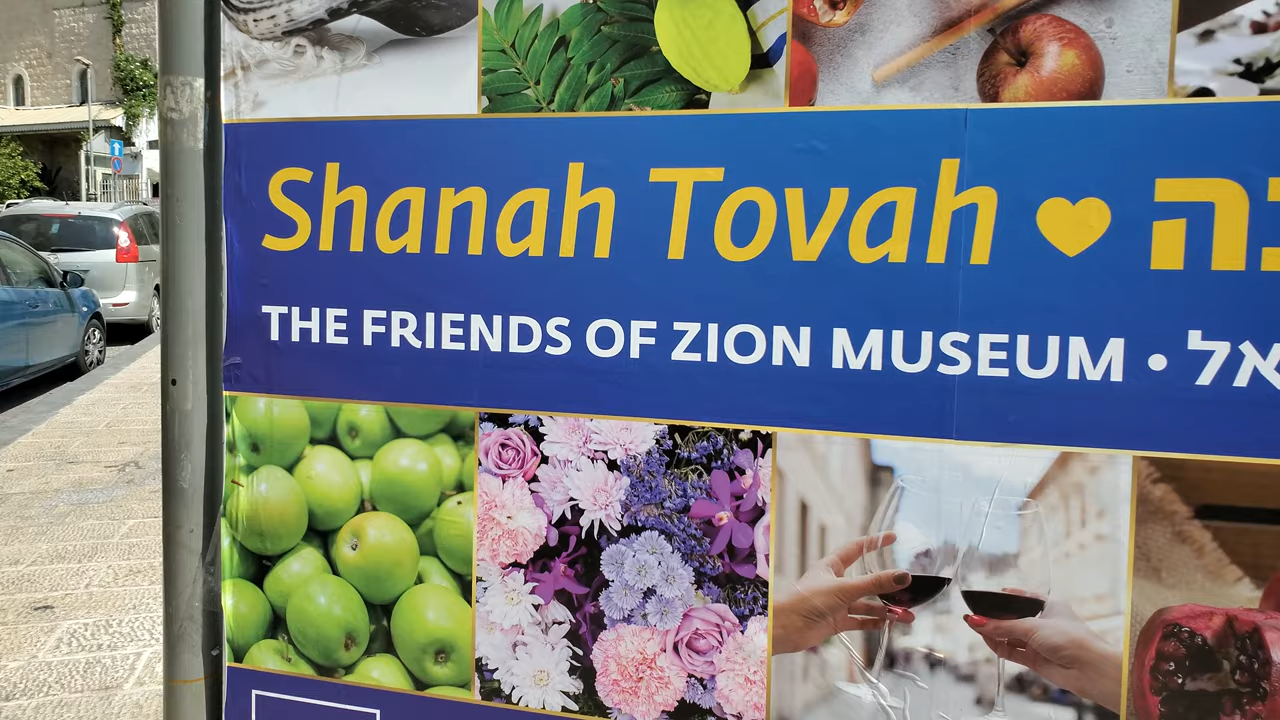 Shanah Tovah ♥
THE FRIENDS OF ZION MUSEUM •